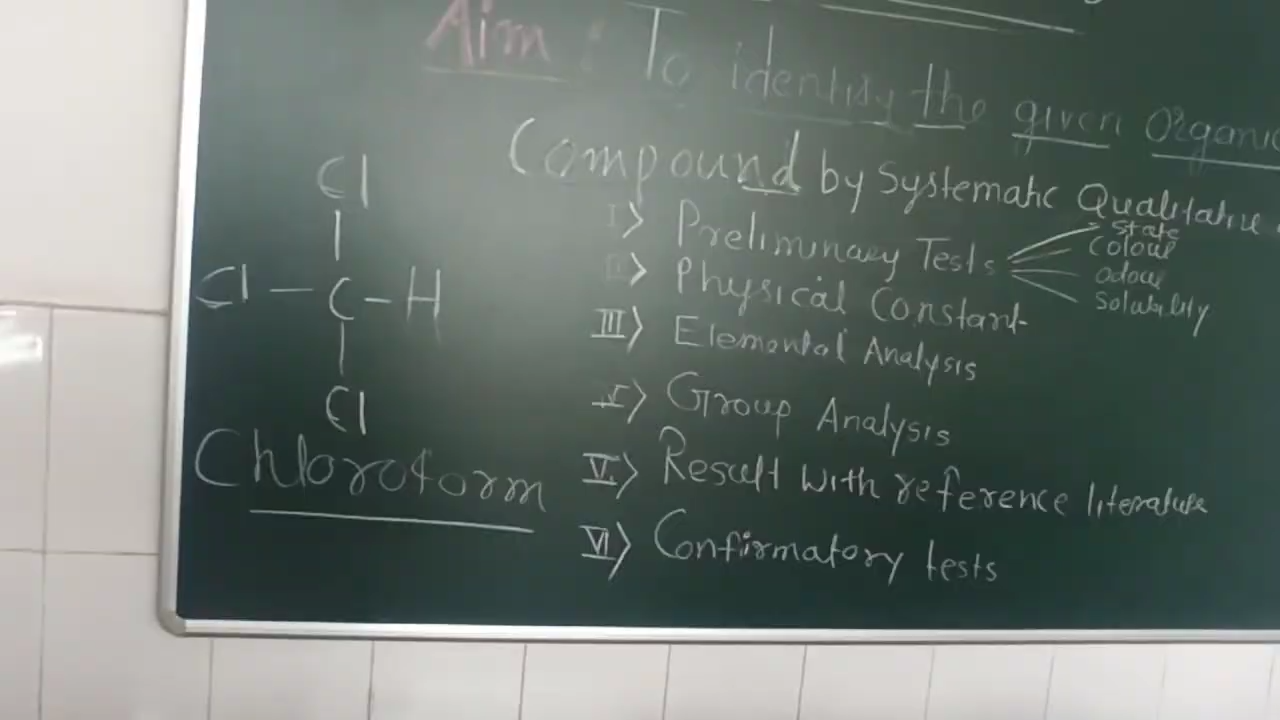 Aim : To identify the given Organic
Compound by Systematic Qualitative
I> Preliminary Tests
State
Colour
Odour
Solubility
II> Physical Constant
III> Elemental Analysis
IV> Group Analysis
V.> Result with reference literature
VI> Confirmatory tests
Cl
Cl - C - H
Cl
Chloroform